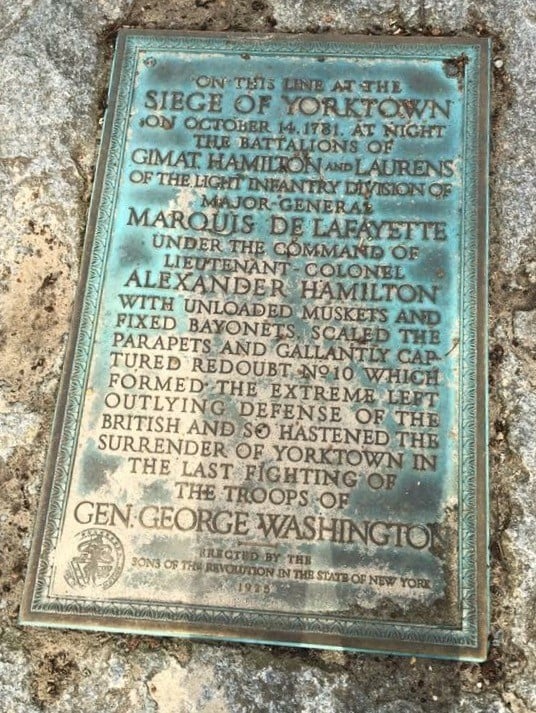 ON THIS LINE AT THE
SIEGE OF YORKTOWN
ON OCTOBER 14, 1781, AT NIGHT
THE BATTALIONS OF
GIMAT HAMILTON AND LAURENS
OF THE LIGHT INFANTRY DIVISION OF
MAJOR-GENERAL
MARQUIS DE LAFAYETTE
UNDER THE COMMAND OF
LIEUTENANT-COLONEL
ALEXANDER HAMILTON
WITH UNLOADED MUSKETS AND
FIXED BAYONETS SCALED THE
PARAPETS AND GALLANTLY CAP-
TURED REDOUBT No 10 WHICH
FORMED THE EXTREME LEFT
OUTLYING DEFENSE OF THE
BRITISH AND SO HASTENED THE
SURRENDER OF YORKTOWN IN
THE LAST FIGHTING OF
THE TROOPS OF
GEN. GEORGE WASHINGTON
ERECTED BY THE
SONS OF THE REVOLUTION IN THE STATE OF NEW YORK